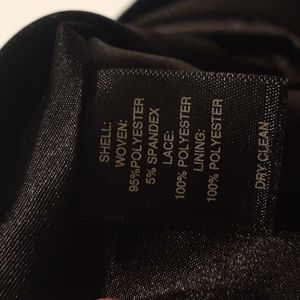 SHELL:
WOVEN:
95%POLYESTER
5% SPANDEX
LACE:
100% POLYESTER
LINING:
100% POLYESTER
DRY CLEAN